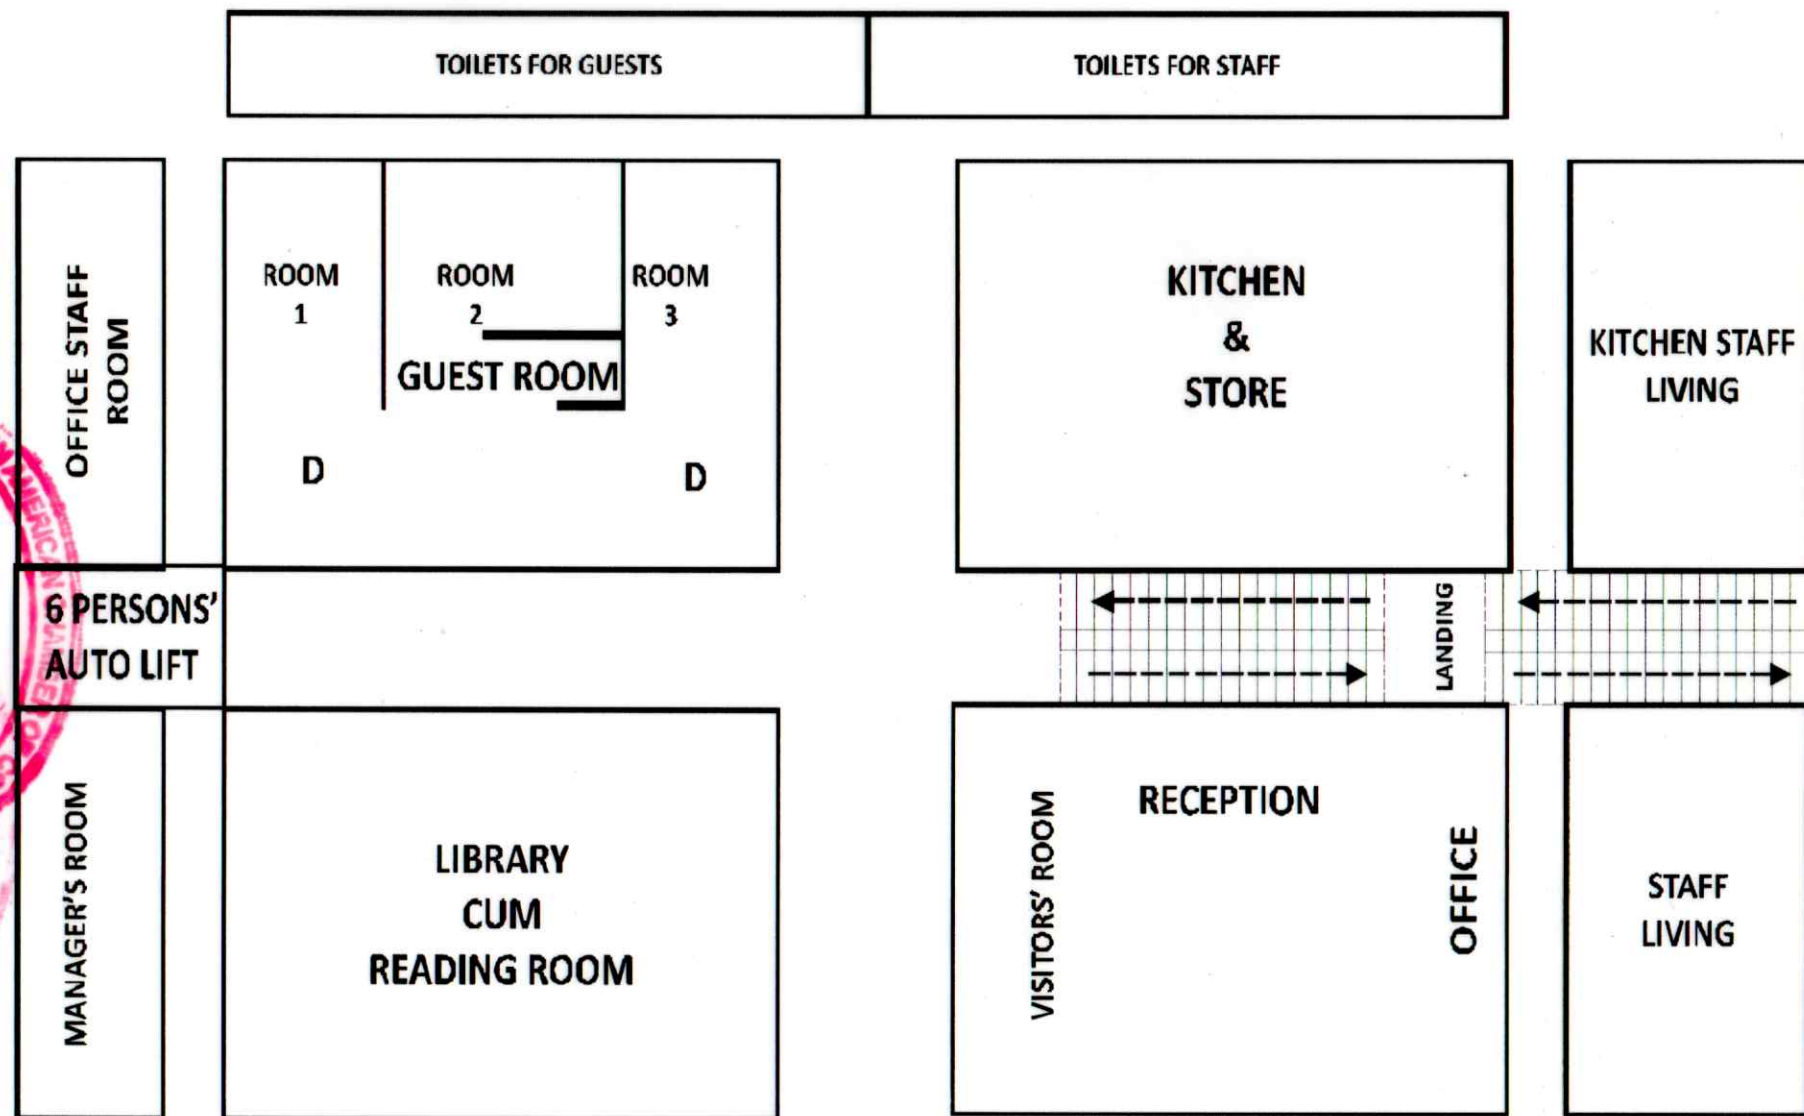 TOILETS FOR GUESTS
TOILETS FOR STAFF
OFFICE STAFF
ROOM
ROOM
1
ROOM
2
ROOM
3
GUEST ROOM
D
D
KITCHEN
&
STORE
KITCHEN STAFF
LIVING
6 PERSONS'
AUTO LIFT
LANDING
MANAGER'S ROOM
LIBRARY
CUM
READING ROOM
VISITORS' ROOM
RECEPTION
OFFICE
STAFF
LIVING
AMERICAN